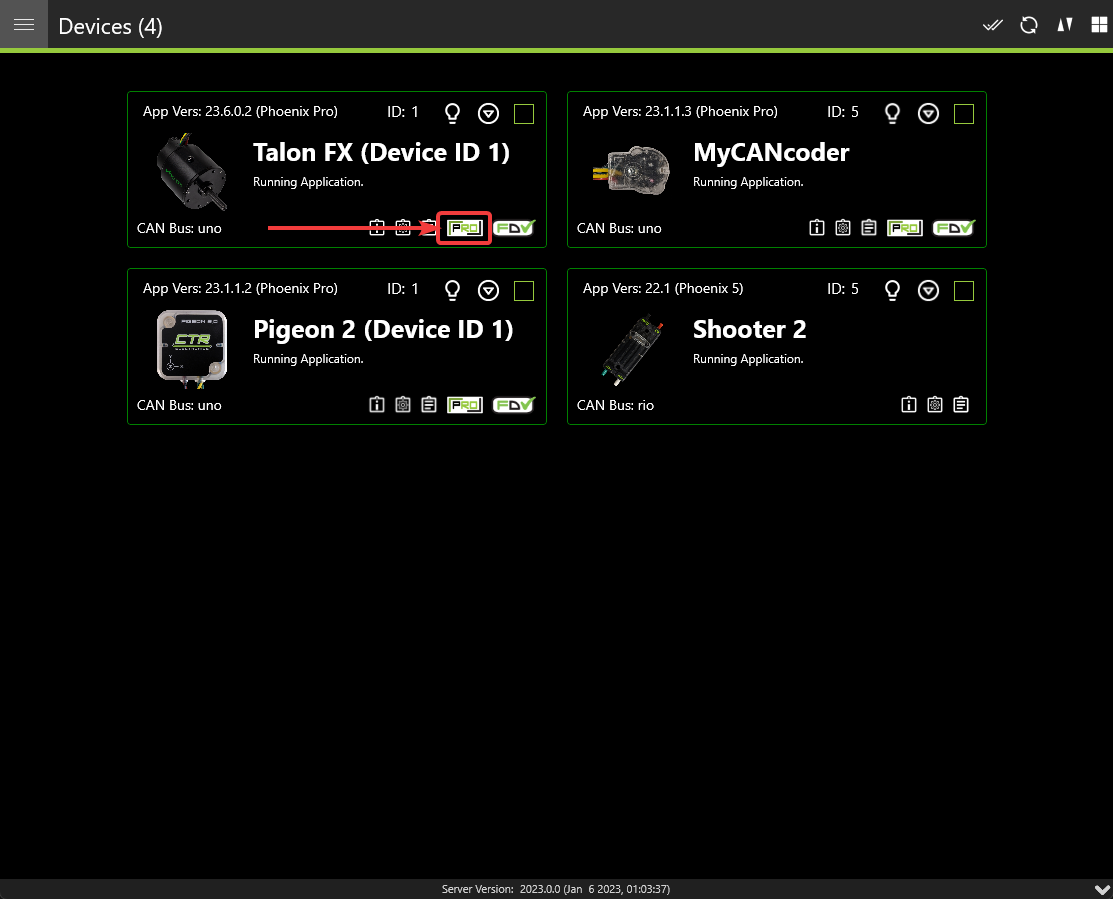 Devices (4)
App Vers: 23.6.0.2 (Phoenix Pro) ID: 1
Talon FX (Device ID 1)
Running Application.
CAN Bus: uno
PRO FDV
App Vers: 23.1.1.3 (Phoenix Pro) ID: 5
MyCANcoder
Running Application.
CAN Bus: uno
PRO FDV
App Vers: 23.1.1.2 (Phoenix Pro) ID: 1
PIGEON 2.0
CTR
Pigeon 2 (Device ID 1)
Running Application.
CAN Bus: uno
PRO FDV
App Vers: 22.1 (Phoenix 5) ID: 5
Shooter 2
Running Application.
CAN Bus: rio
Server Version: 2023.0.0 (Jan 6 2023, 01:03:37)